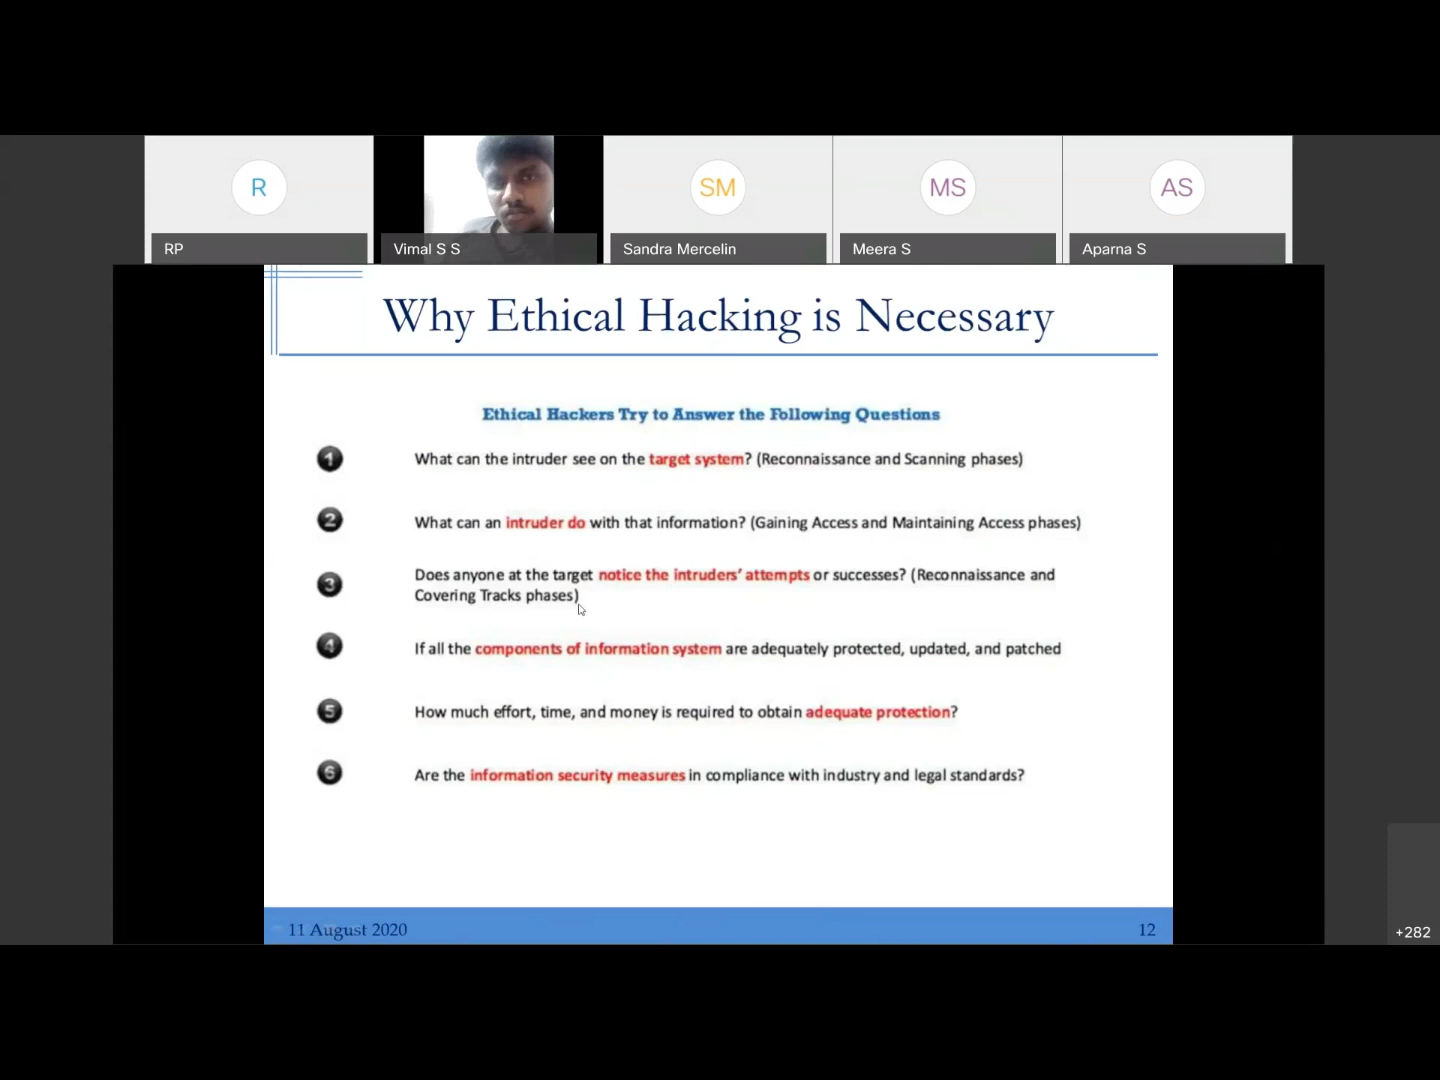 R
SM
MS
AS
RP
Vimal S S
Sandra Mercelin
Meera S
Aparna S
Why Ethical Hacking is Necessary
Ethical Hackers Try to Answer the Following Questions
1 What can the intruder see on the target system? (Reconnaissance and Scanning phases)
2 What can an intruder do with that information? (Gaining Access and Maintaining Access phases)
3 Does anyone at the target notice the intruders' attempts or successes? (Reconnaissance and
Covering Tracks phases)
4 If all the components of information system are adequately protected, updated, and patched
5 How much effort, time, and money is required to obtain adequate protection?
6 Are the information security measures in compliance with industry and legal standards?
11 August 2020
12
+282